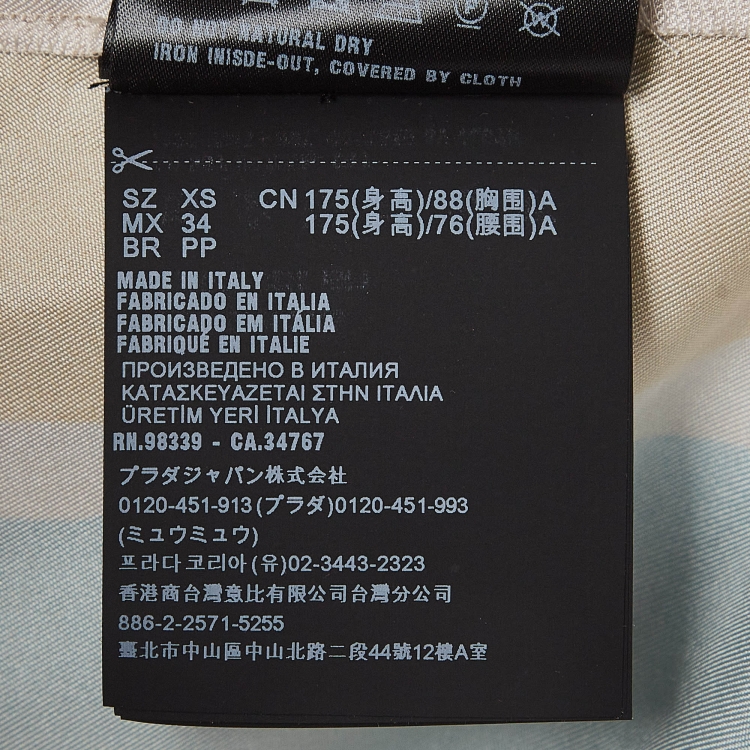 NATURAL DRY
IRON INISDE-OUT, COVERED BY CLOTH
SZ XS CN 175(身高)/88(胸围)A
MX 34 175(身高)/76(腰围)A
BR PP
MADE IN ITALY
FABRICADO EN ITALIA
FABRICADO EM ITÁLIA
FABRIQUÉ EN ITALIE
ПРОИЗВЕДЕНО В ИТАЛИЯ
ΚΑΤΑΣΚΕΥΑΖΕΤΑΙ ΣΤΗΝ ΙΤΑΛΙΑ
ÜRETİM YERİ İTALYA
RN.98339 - CA.34767
プラダジャパン株式会社
0120-451-913(プラダ)0120-451-993
(ミュウミュウ)
프라다코리아(유)02-3443-2323
香港商台灣意比有限公司台灣分公司
886-2-2571-5255
臺北市中山區中山北路二段44號12樓A室